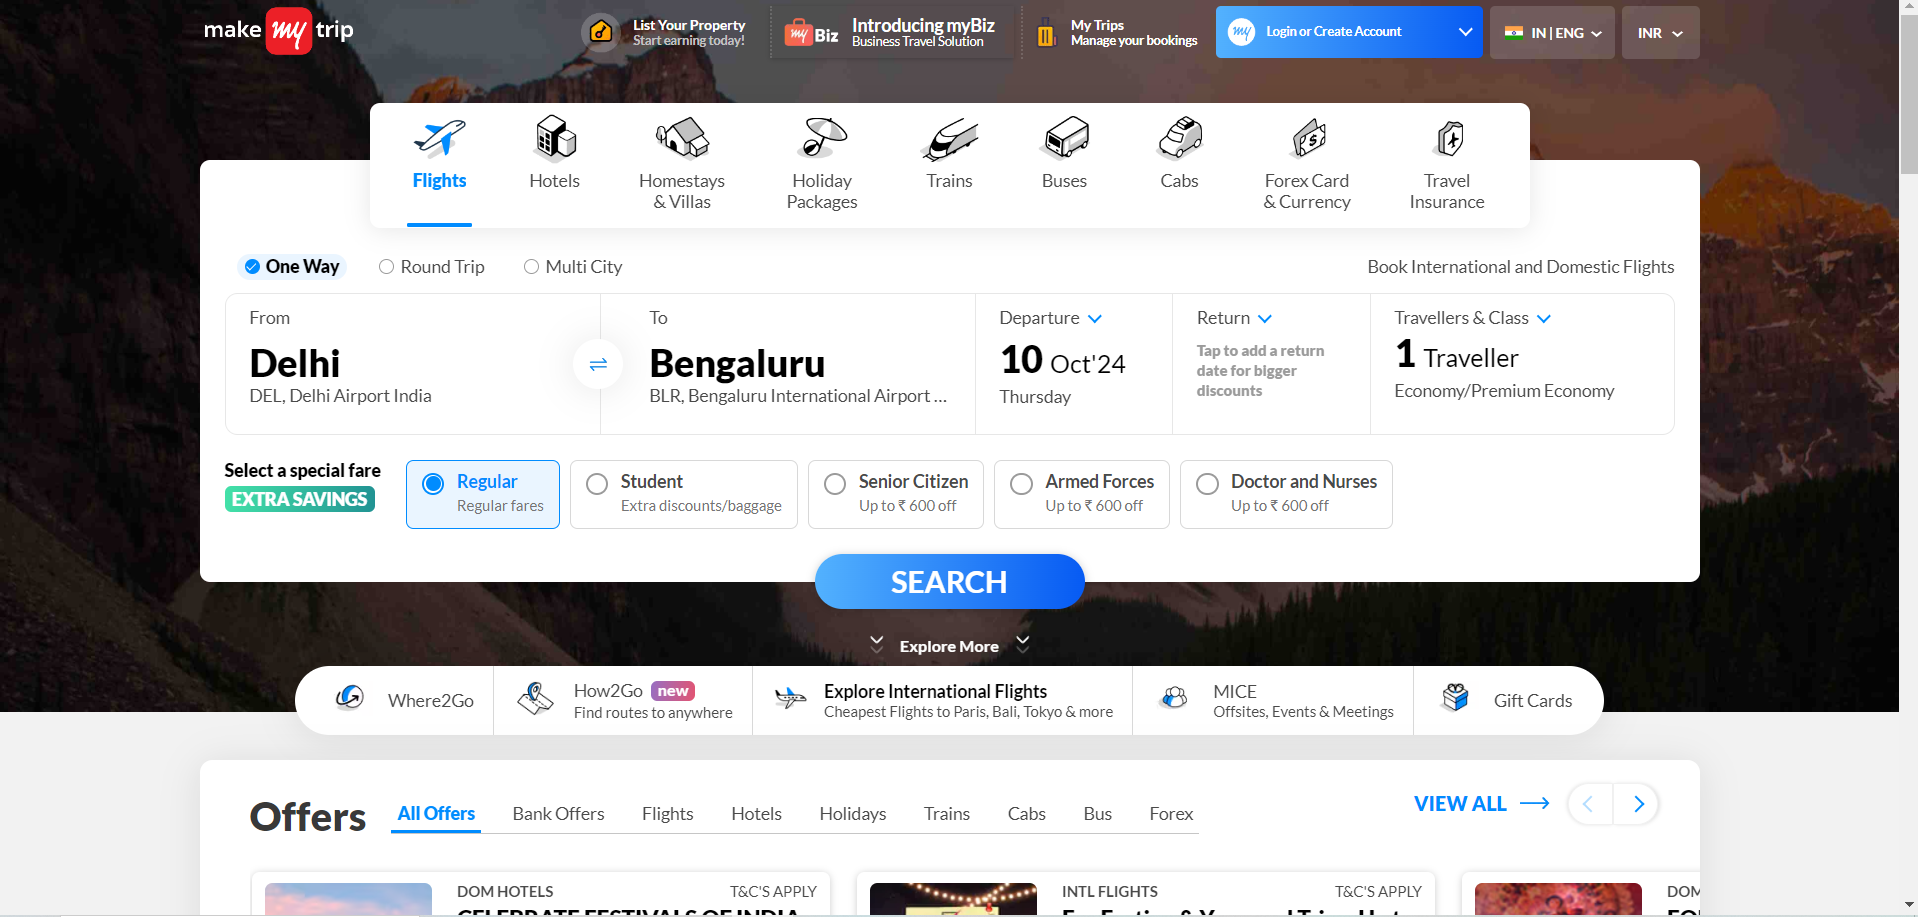 make my trip
List Your Property
Start earning today!
my Biz
Introducing myBiz
Business Travel Solution
My Trips
Manage your bookings
my Login or Create Account
IN | ENG
INR
Flights
Hotels
Homestays
& Villas
Holiday
Packages
Trains
Buses
Cabs
Forex Card
& Currency
Travel
Insurance
One Way
Round Trip
Multi City
Book International and Domestic Flights
From
Delhi
DEL, Delhi Airport India
To
Bengaluru
BLR, Bengaluru International Airport ...
Departure
10 Oct'24
Thursday
Return
Tap to add a return
date for bigger
discounts
Travellers & Class
1 Traveller
Economy/Premium Economy
Select a special fare
EXTRA SAVINGS
Regular
Regular fares
Student
Extra discounts/baggage
Senior Citizen
Up to ₹ 600 off
Armed Forces
Up to ₹ 600 off
Doctor and Nurses
Up to ₹ 600 off
SEARCH
Explore More
Where2Go
How2Go new
Find routes to anywhere
Explore International Flights
Cheapest Flights to Paris, Bali, Tokyo & more
MICE
Offsites, Events & Meetings
Gift Cards
Offers
All Offers
Bank Offers
Flights
Hotels
Holidays
Trains
Cabs
Bus
Forex
VIEW ALL
DOM HOTELS
T&C'S APPLY
CELEBRATE FESTIVALS OF INDIA
INTL FLIGHTS
T&C'S APPLY
DOM